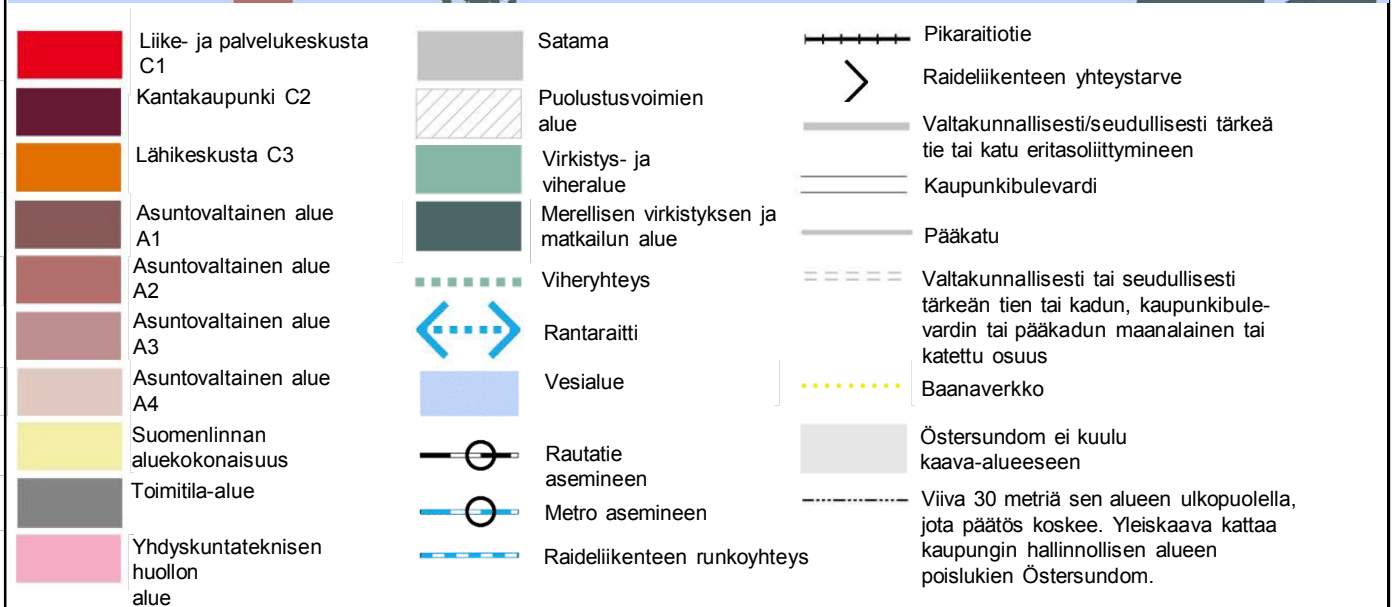 Liike- ja palvelukeskusta
C1
Kantakaupunki C2
Lähikeskusta C3
Asuntovaltainen alue
A1
Asuntovaltainen alue
A2
Asuntovaltainen alue
A3
Asuntovaltainen alue
A4
Suomenlinnan
aluekokonaisuus
Toimitila-alue
Yhdyskuntateknisen
huollon
alue
Satama
Puolustusvoimien
alue
Virkistys- ja
viheralue
Merellisen virkistyksen ja
matkailun alue
Viheryhteys
Rantaraitti
Vesialue
Rautatie
asemineen
Metro asemineen
Raideliikenteen runkoyhteys
Pikaraitiotie
Raideliikenteen yhteystarve
Valtakunnallisesti/seudullisesti tärkeä
tie tai katu eritasoliittymineen
Kaupunkibulevardi
Pääkatu
Valtakunnallisesti tai seudullisesti
tärkeän tien tai kadun, kaupunkibule-
vardin tai pääkadun maanalainen tai
katettu osuus
Baanaverkko
Östersundom ei kuulu
kaava-alueeseen
Viiva 30 metriä sen alueen ulkopuolella,
jota päätös koskee. Yleiskaava kattaa
kaupungin hallinnollisen alueen
poislukien Östersundom.